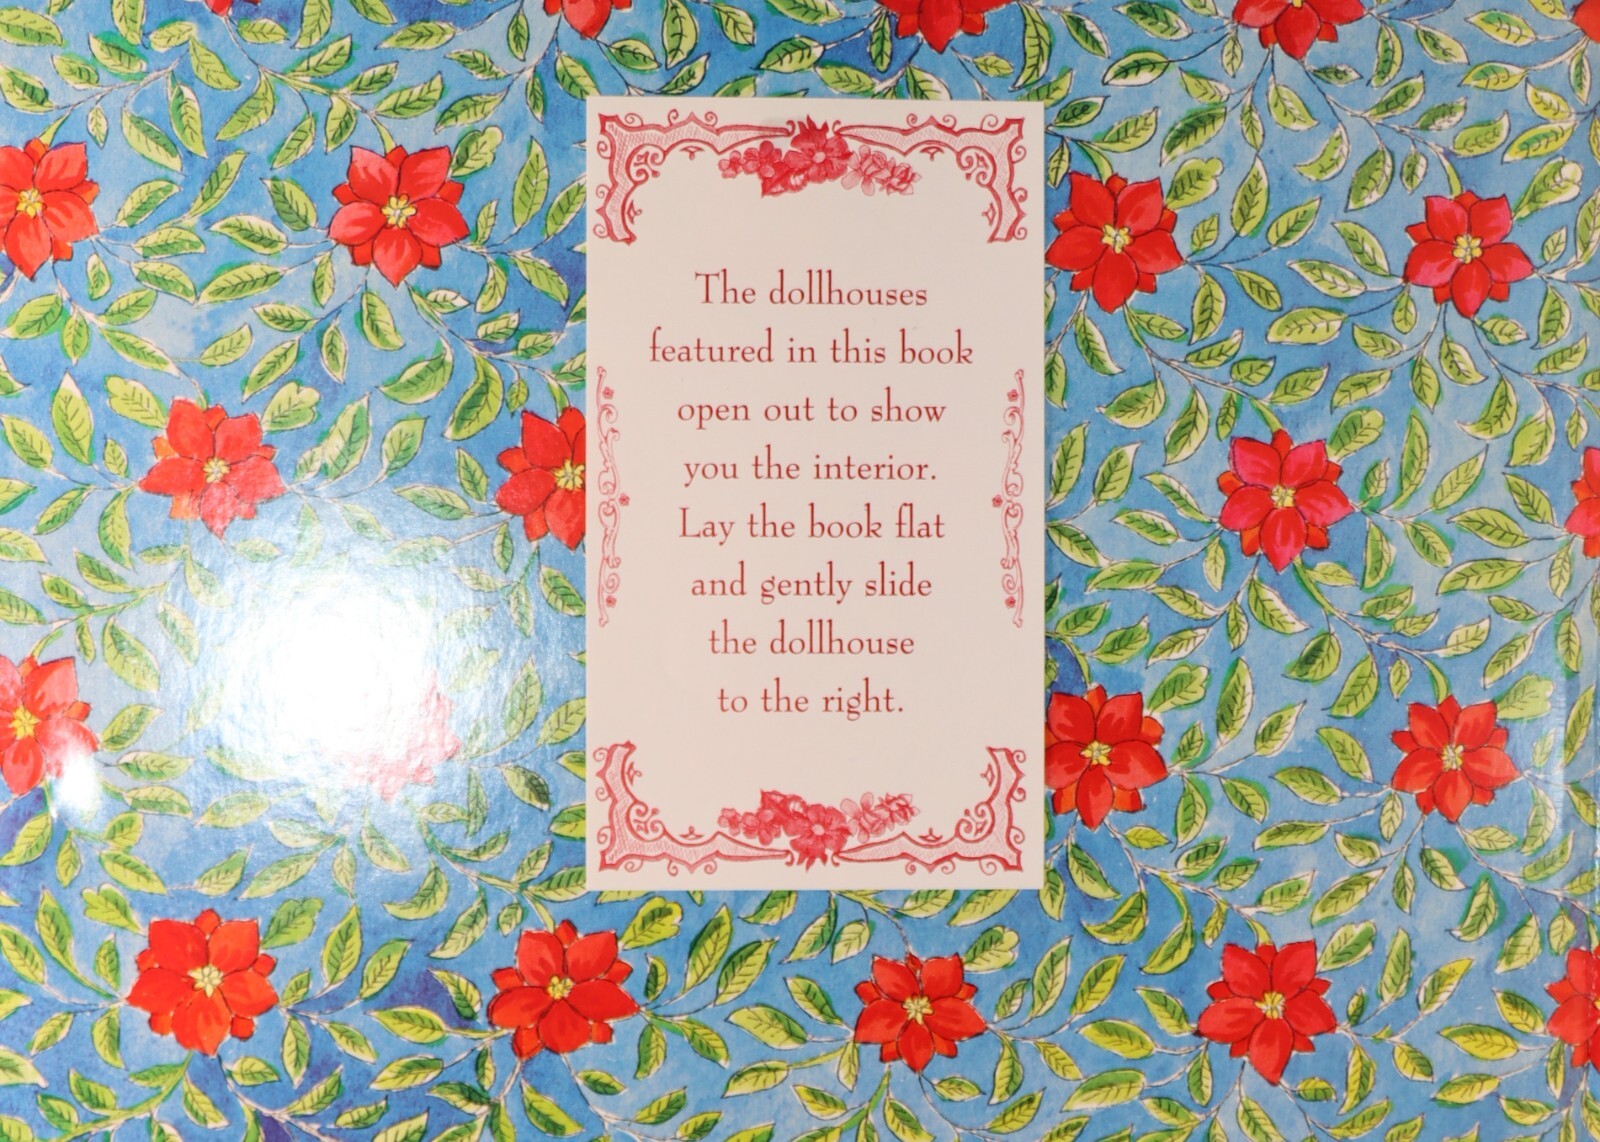 The dollhouses
featured in this book
open out to show
you the interior.
Lay the book flat
and gently slide
the dollhouse
to the right.